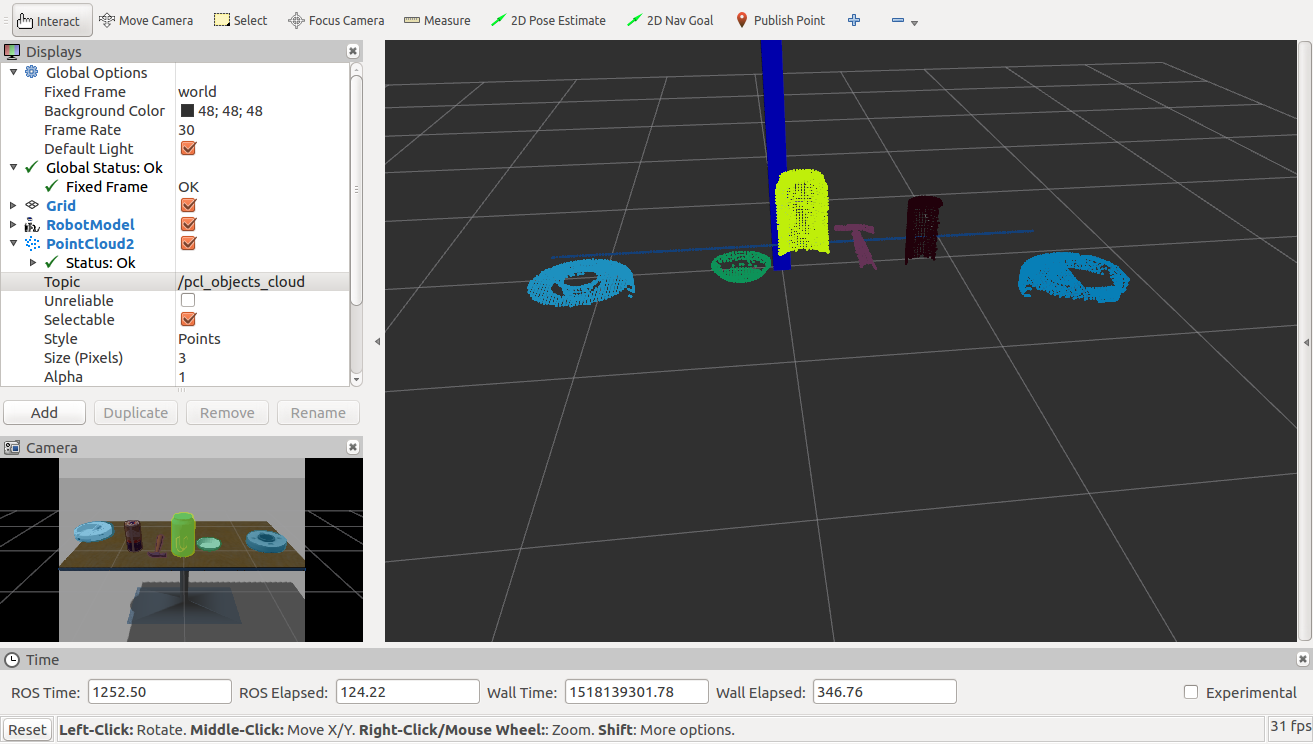 Interact Move Camera Select Focus Camera Measure 2D Pose Estimate 2D Nav Goal Publish Point
Displays
Global Options
Fixed Frame world
Background Color 48; 48; 48
Frame Rate 30
Default Light
Global Status: Ok
Fixed Frame OK
Grid
RobotModel
PointCloud2
Status: Ok
Topic /pcl_objects_cloud
Unreliable
Selectable
Style Points
Size (Pixels) 3
Alpha 1
Add Duplicate Remove Rename
Camera
Time
ROS Time: 1252.50 ROS Elapsed: 124.22 Wall Time: 1518139301.78 Wall Elapsed: 346.76 Experimental
Reset Left-Click: Rotate. Middle-Click: Move X/Y. Right-Click/Mouse Wheel:: Zoom. Shift: More options. 31 fps